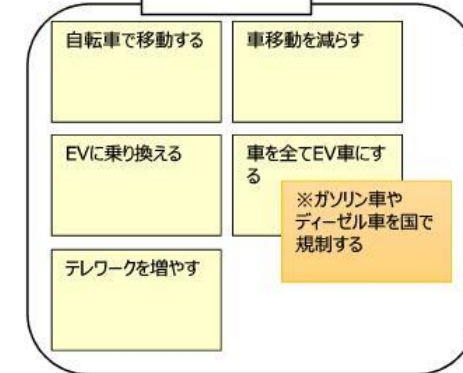 自転車で移動する
車移動を減らす
EVに乗り換える
車を全てEV車にす
る
※ガソリン車や
ディーゼル車を国で
規制する
テレワークを増やす